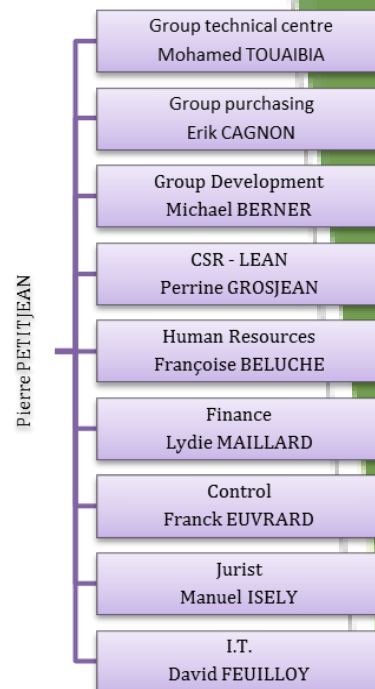 Pierre PETITJEAN
Group technical centre
Mohamed TOUAIBIA
Group purchasing
Erik CAGNON
Group Development
Michael BERNER
CSR - LEAN
Perrine GROSJEAN
Human Resources
Françoise BELUCHE
Finance
Lydie MAILLARD
Control
Franck EUVRARD
Jurist
Manuel ISELY
I.T.
David FEUILLOY